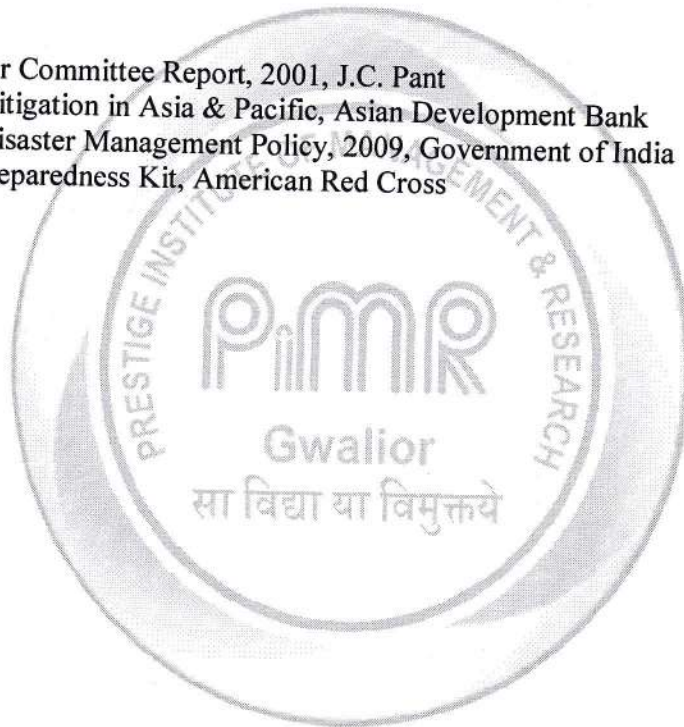 r Committee Report, 2001, J.C. Pant
itigation in Asia & Pacific, Asian Development Bank
isaster Management Policy, 2009, Government of India
eparedness Kit, American Red Cross
PRESTIGE INSTITUTE OF MANAGEMENT & RESEARCH
PiMR
Gwalior
सा विद्या या विमुक्तये